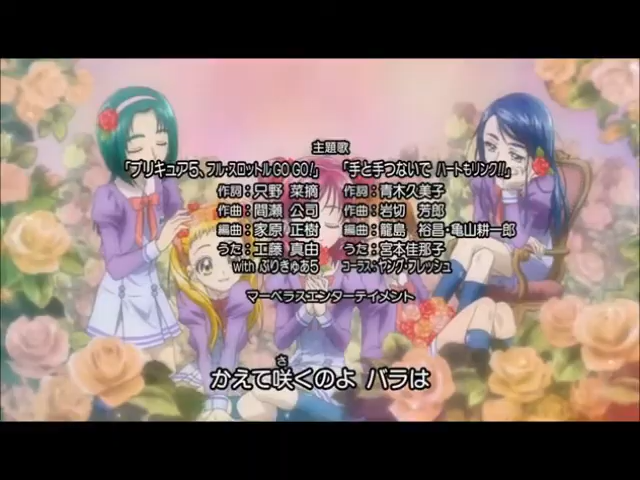 主題歌
「プリキュア5、フル・スロットル GO GO!」
作詞:只野 菜摘
作曲:間瀬 公司
編曲:家原 正樹
うた:工藤 真由
with ぷりきゅあ5
「手と手つないで ハートもリンク!!」
作詞:青木久美子
作曲:岩切 芳郎
編曲:籠島 裕昌・亀山耕一郎
うた:宮本佳那子
コーラス:ヤング・フレッシュ
マーベラスエンターテイメント
さ
かえて咲くのよ バラは